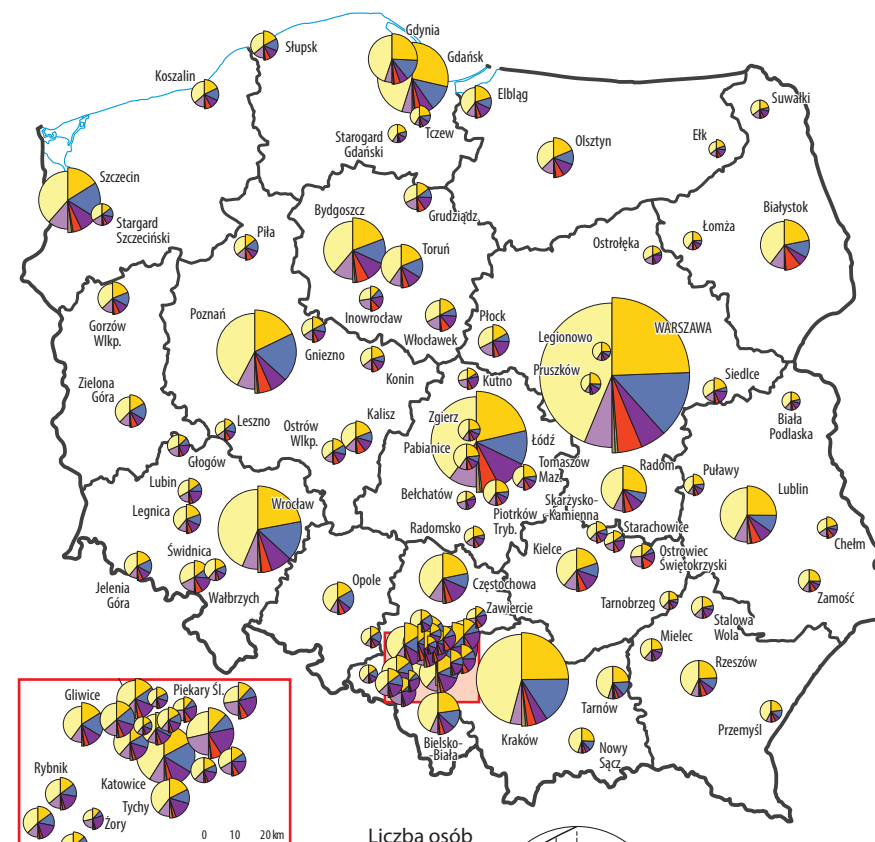 Gdynia
Słupsk
Gdańsk
Koszalin
Elbląg
Suwałki
Tczew
Starogard
Gdański
Olsztyn
Ełk
Szczecin
Stargard
Szczeciński
Grudziądz
Bydgoszcz
Białystok
Łomża
Piła
Toruń
Ostrołęka
Gorzów
Wlkp.
Poznań
Inowrocław
Włocławek
Płock
WARSZAWA
Legionowo
Gniezno
Pruszków
Konin
Kutno
Siedlce
Zielona
Góra
Biała
Podlaska
Leszno
Ostrów
Wlkp.
Kalisz
Zgierz
Łódź
Głogów
Pabianice
Tomaszów
Maz.
Radom
Puławy
Lubin
Bełchatów
Skarżysko-
-Kamienna
Lublin
Wrocław
Legnica
Piotrków
Tryb.
Starachowice
Radomsko
Chełm
Świdnica
Kielce
Ostrowiec
Świętokrzyski
Jelenia
Góra
Wałbrzych
Opole
Częstochowa
Zamość
Tarnobrzeg
Zawiercie
Stalowa
Wola
Mielec
Rzeszów
Tarnów
Przemyśl
Kraków
Bielsko-
-Biała
Nowy
Sącz
Gliwice
Piekary Śl.
Rybnik
Katowice
Tychy
Żory
0 10 20 km
Liczba osób